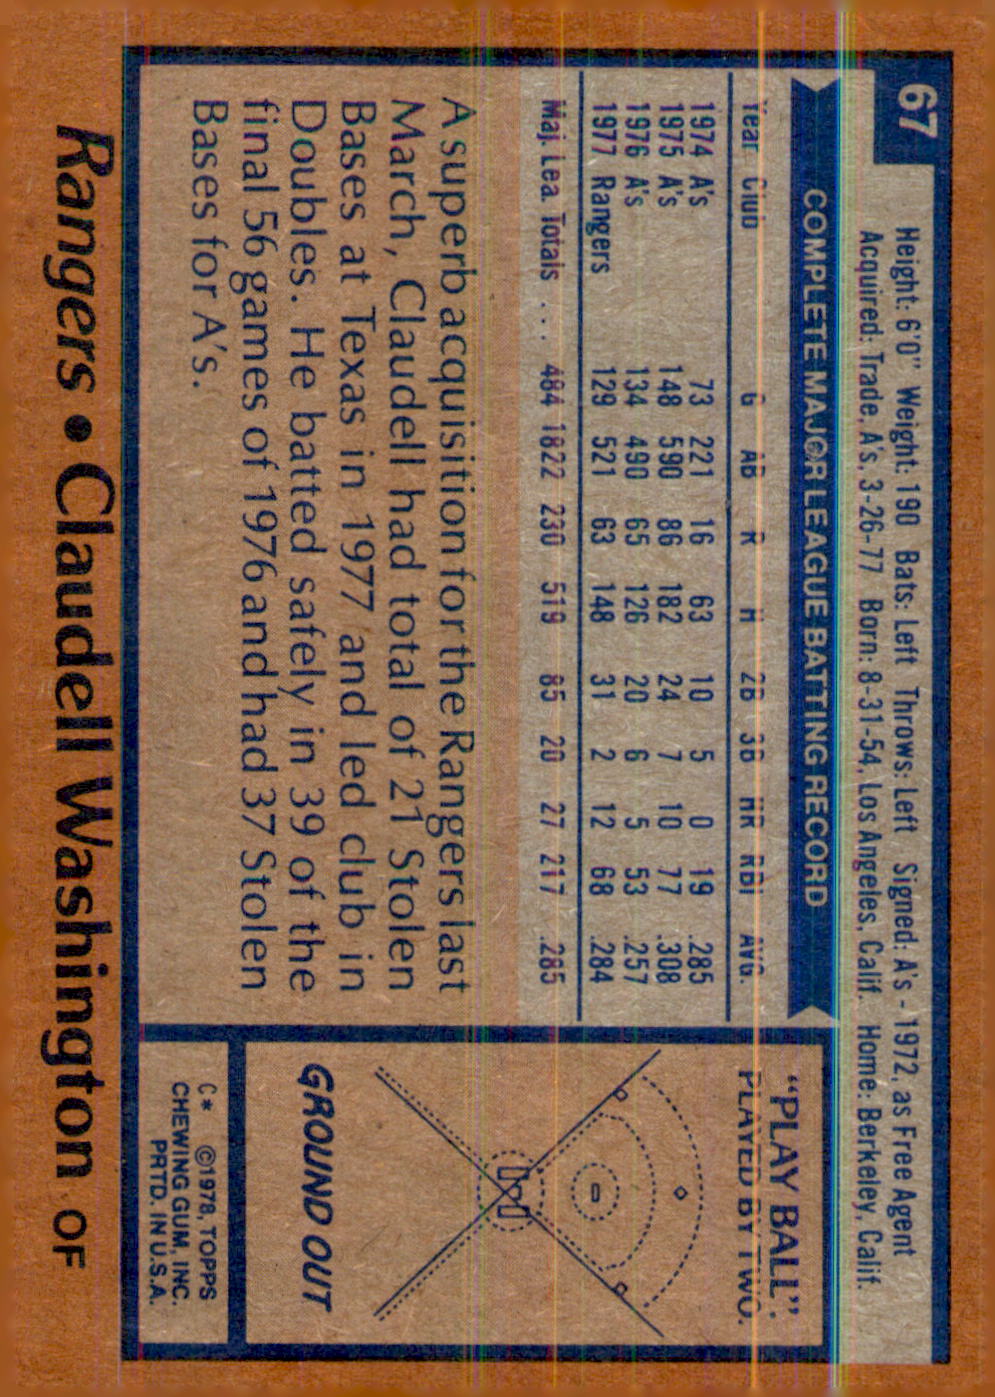 67
Height: 6'0" Weight: 190 Bats: Left Throws: Left Signed: A's - 1972, as Free Agent
Acquired: Trade, A's, 3-26-77 Born: 8-31-54, Los Angeles, Calif. Home: Berkeley, Calif.
COMPLETE MAJOR LEAGUE BATTING RECORD
Year Club G AB R H 2B 3B HR RBI AVG.
1974 A's 73 221 16 63 10 5 0 19 .285
1975 A's 148 590 86 182 24 7 10 77 .308
1976 A's 134 490 65 126 20 6 5 53 .257
1977 Rangers 129 521 63 148 31 2 12 68 .284
Maj. Lea. Totals . . . 484 1822 230 519 85 20 27 217 .285
A superb acquisition for the Rangers last
March, Claudell had total of 21 Stolen
Bases at Texas in 1977 and led club in
Doubles. He batted safely in 39 of the
final 56 games of 1976 and had 37 Stolen
Bases for A's.
"PLAY BALL":
PLAYED BY TWO.
GROUND OUT
C* ©1978, TOPPS
CHEWING GUM, INC.
PRTD. IN U.S.A.
Rangers • Claudell Washington OF